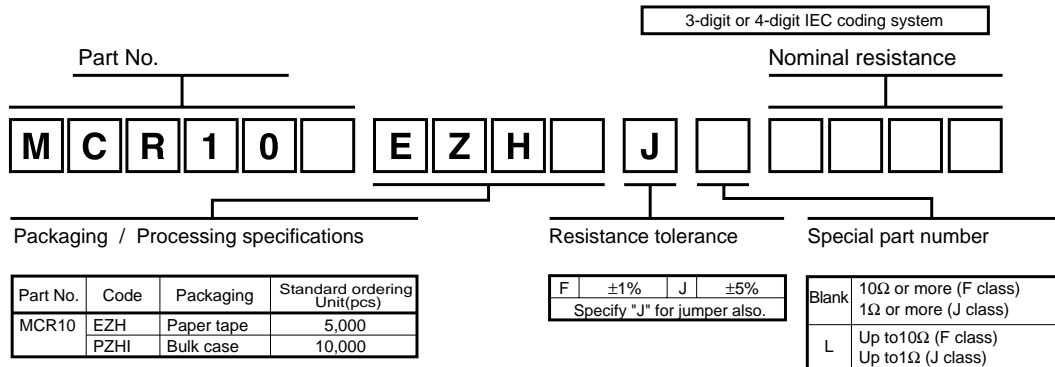 3-digit or 4-digit IEC coding system
Part No.
Nominal resistance
M C R 1 0 E Z H J
Packaging / Processing specifications
Resistance tolerance
Special part number
Part No. Code Packaging Standard ordering
Unit(pcs)
MCR10 EZH Paper tape 5,000
PZHI Bulk case 10,000
F ±1% J ±5%
Specify "J" for jumper also.
Blank 10Ω or more (F class)
1Ω or more (J class)
L Up to10Ω (F class)
Up to1Ω (J class)